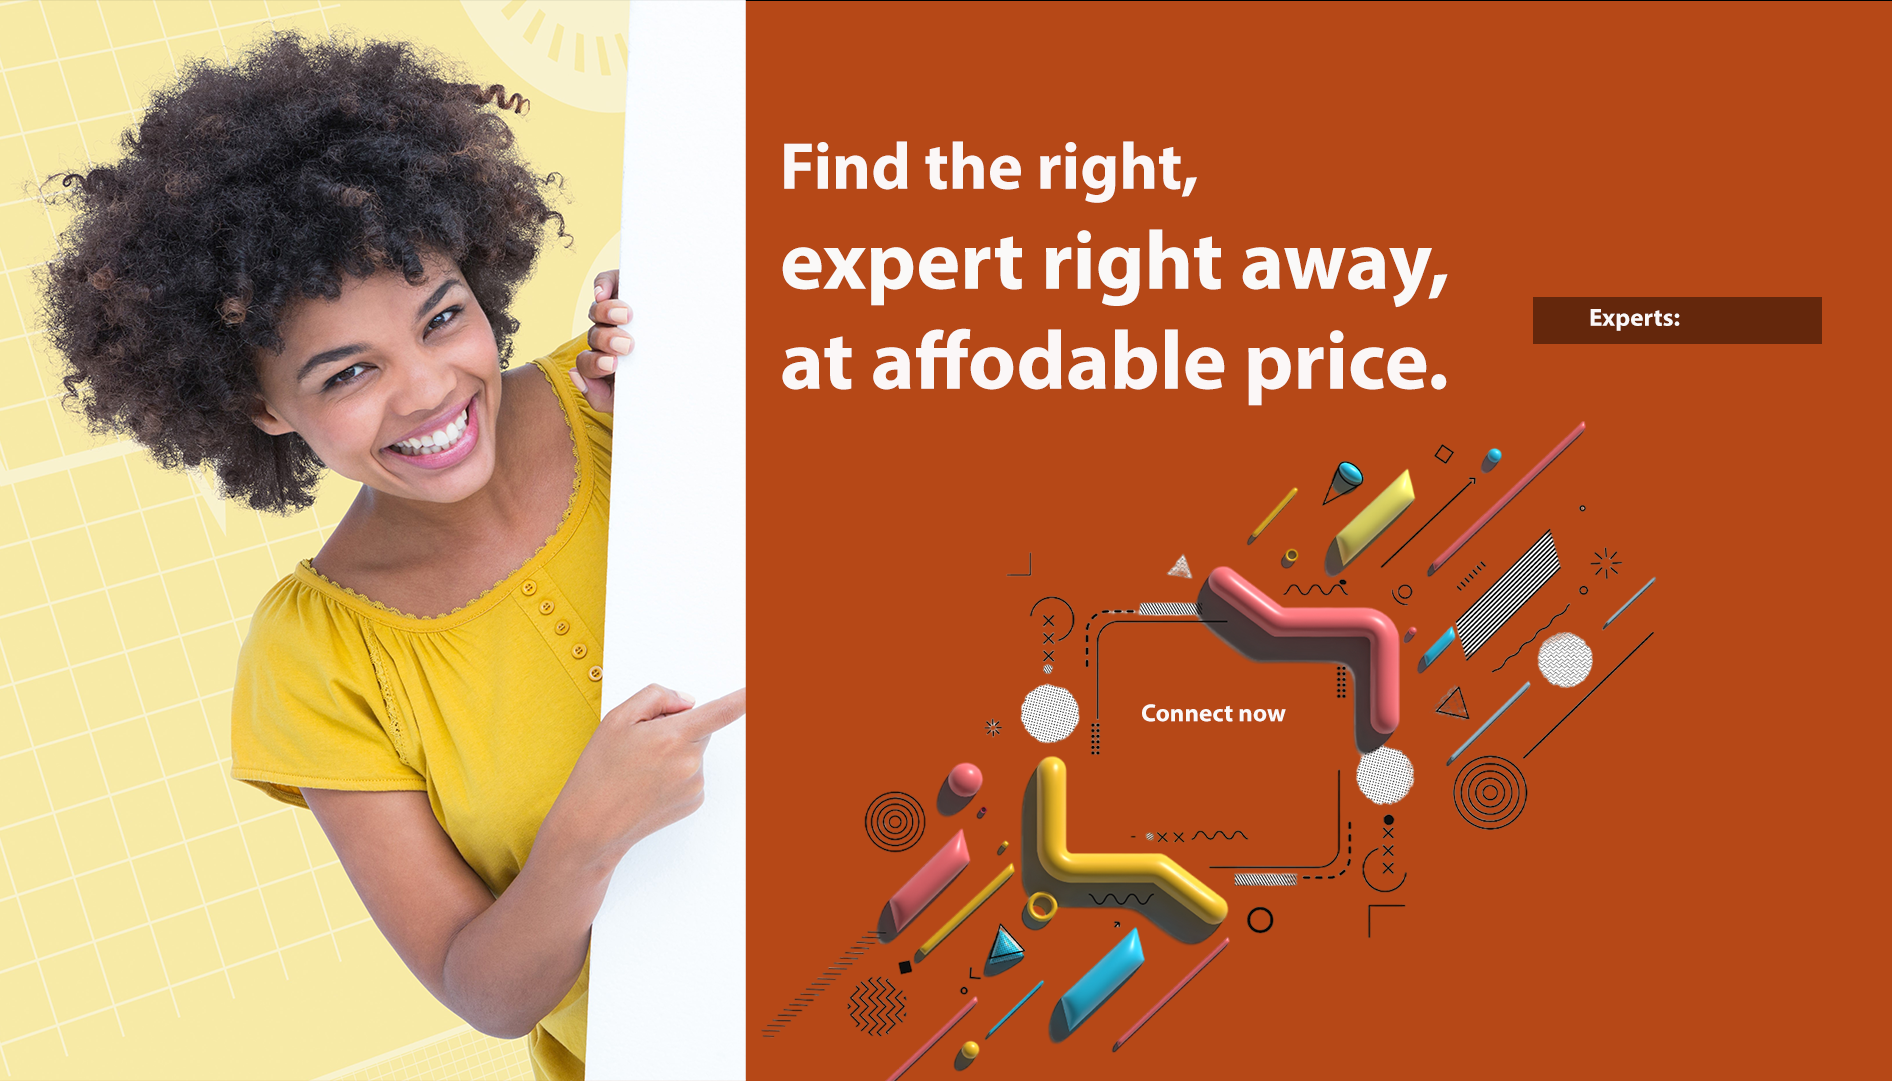 Find the right,
expert right away,
at affodable price.
Experts:
Connect now